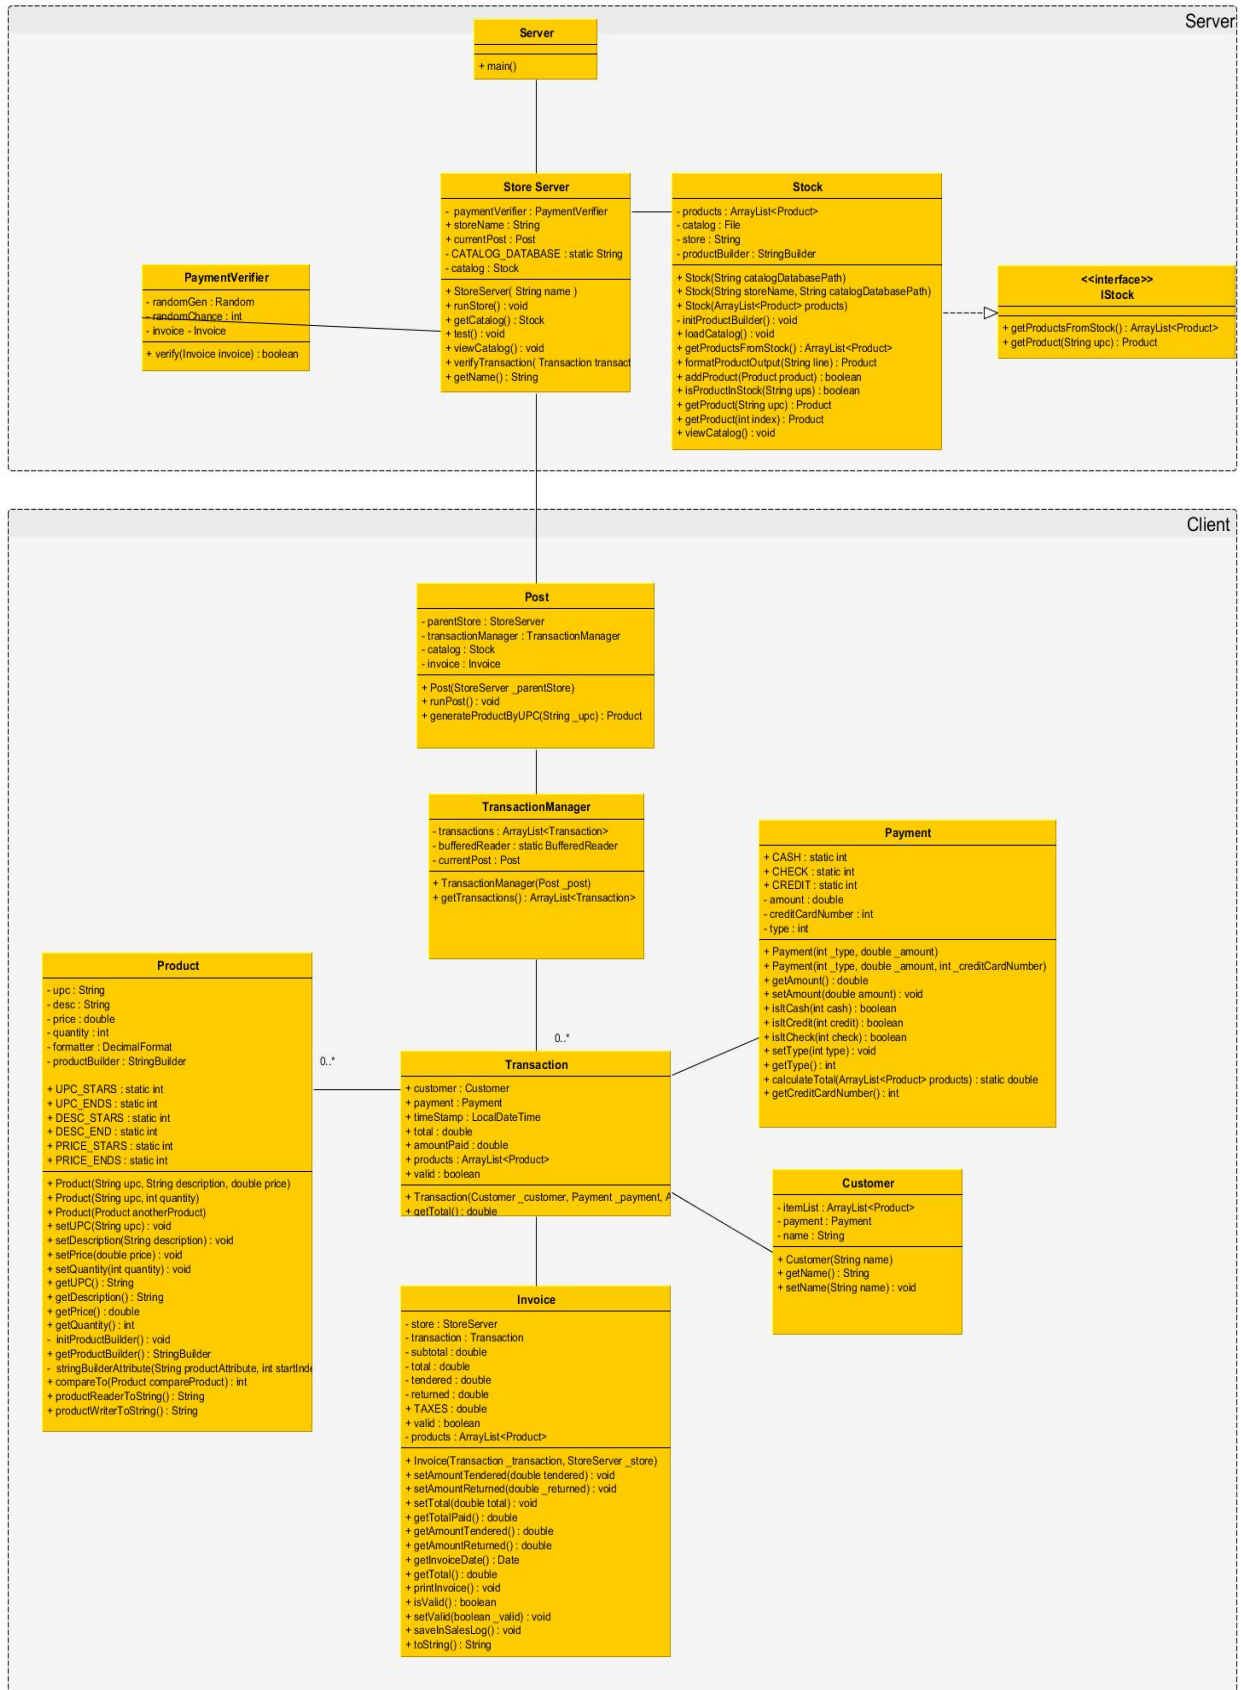 Server
Server
+ main()
Store Server
- paymentVerifier : PaymentVerifier
+ storeName : String
+ currentPost : Post
- CATALOG_DATABASE : static String
- catalog : Stock
+ StoreServer( String name )
+ runStore() : void
+ getCatalog() : Stock
+ test() : void
+ viewCatalog() : void
+ verifyTransaction( Transaction transact
+ getName() : String
Stock
- products : ArrayList<Product>
- catalog : File
- store : String
- productBuilder : StringBuilder
+ Stock(String catalogDatabasePath)
+ Stock(String storeName, String catalogDatabasePath)
+ Stock(ArrayList<Product> products)
- initProductBuilder() : void
+ loadCatalog() : void
+ getProductsFromStock() : ArrayList<Product>
+ formatProductOutput(String line) : Product
+ addProduct(Product product) : boolean
+ isProductInStock(String ups) : boolean
+ getProduct(String upc) : Product
+ getProduct(int index) : Product
+ viewCatalog() : void
PaymentVerifier
- randomGen : Random
- randomChance : int
- invoice - Invoice
+ verify(Invoice invoice) : boolean
<<interface>>
IStock
+ getProductsFromStock() : ArrayList<Product>
+ getProduct(String upc) : Product
Client
Post
- parentStore : StoreServer
- transactionManager : TransactionManager
- catalog : Stock
- invoice : Invoice
+ Post(StoreServer _parentStore)
+ runPost() : void
+ generateProductByUPC(String _upc) : Product
TransactionManager
- transactions : ArrayList<Transaction>
- bufferedReader : static BufferedReader
- currentPost : Post
+ TransactionManager(Post _post)
+ getTransactions() : ArrayList<Transaction>
Payment
+ CASH : static int
+ CHECK : static int
+ CREDIT : static int
- amount : double
- creditCardNumber : int
- type : int
+ Payment(int _type, double _amount)
+ Payment(int _type, double _amount, int _creditCardNumber)
+ getAmount() : double
+ setAmount(double amount) : void
+ isItCash(int cash) : boolean
+ isItCredit(int credit) : boolean
+ isItCheck(int check) : boolean
+ setType(int type) : void
+ getType() : int
+ calculateTotal(ArrayList<Product> products) : static double
+ getCreditCardNumber() : int
Product
- upc : String
- desc : String
- price : double
- quantity : int
- formatter : DecimalFormat
- productBuilder : StringBuilder
+ UPC_STARS : static int
+ UPC_ENDS : static int
+ DESC_STARS : static int
+ DESC_END : static int
+ PRICE_STARS : static int
+ PRICE_ENDS : static int
+ Product(String upc, String description, double price)
+ Product(String upc, int quantity)
+ Product(Product anotherProduct)
+ setUPC(String upc) : void
+ setDescription(String description) : void
+ setPrice(double price) : void
+ setQuantity(int quantity) : void
+ getUPC() : String
+ getDescription() : String
+ getPrice() : double
+ getQuantity() : int
- initProductBuilder() : void
+ getProductBuilder() : StringBuilder
- stringBuilderAttribute(String productAttribute, int startInde
+ compareTo(Product compareProduct) : int
+ productReaderToString() : String
+ productWriterToString() : String
0..*
0..*
Transaction
+ customer : Customer
+ payment : Payment
+ timeStamp : LocalDateTime
+ total : double
+ amountPaid : double
+ products : ArrayList<Product>
+ valid : boolean
+ Transaction(Customer _customer, Payment _payment, A
+ getTotal() : double
Customer
- itemList : ArrayList<Product>
- payment : Payment
- name : String
+ Customer(String name)
+ getName() : String
+ setName(String name) : void
Invoice
- store : StoreServer
- transaction : Transaction
- subtotal : double
- total : double
- tendered : double
- returned : double
+ TAXES : double
+ valid : boolean
- products : ArrayList<Product>
+ Invoice(Transaction _transaction, StoreServer _store)
+ setAmountTendered(double tendered) : void
+ setAmountReturned(double _returned) : void
+ setTotal(double total) : void
+ getTotalPaid() : double
+ getAmountTendered() : double
+ getAmountReturned() : double
+ getInvoiceDate() : Date
+ getTotal() : double
+ printInvoice() : void
+ isValid() : boolean
+ setValid(boolean _valid) : void
+ saveInSalesLog() : void
+ toString() : String